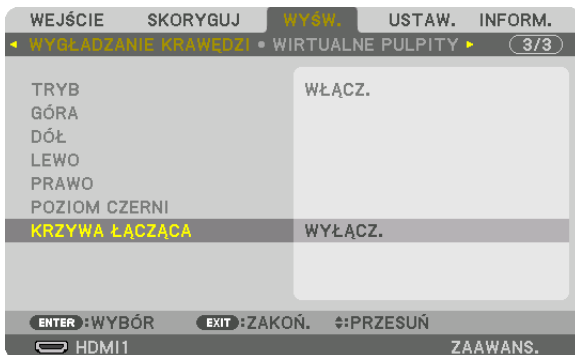 WEJŚCIE SKORYGUJ WYŚW. USTAW. INFORM.
WYGŁADZANIE KRAWĘDZI • WIRTUALNE PULPITY 3/3
TRYB WŁĄCZ.
GÓRA
DÓŁ
LEWO
PRAWO
POZIOM CZERNI
KRZYWA ŁĄCZĄCA WYŁĄCZ.
ENTER :WYBÓR EXIT :ZAKOŃ. :PRZESUŃ
HDMI1 ZAAWANS.